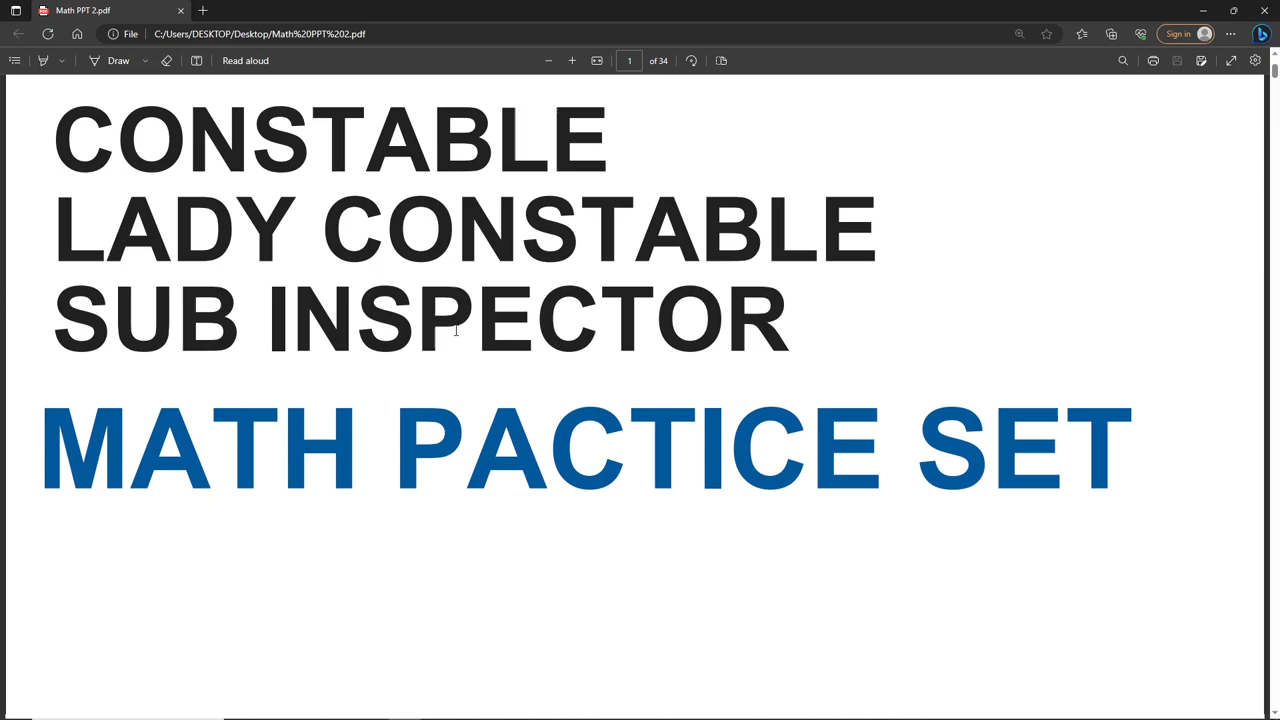 Math PPT 2.pdf
File C:/Users/DESKTOP/Desktop/Math%20PPT%202.pdf Sign in
Draw Read aloud 1 of 34
CONSTABLE
LADY CONSTABLE
SUB INSPECTOR
MATH PACTICE SET